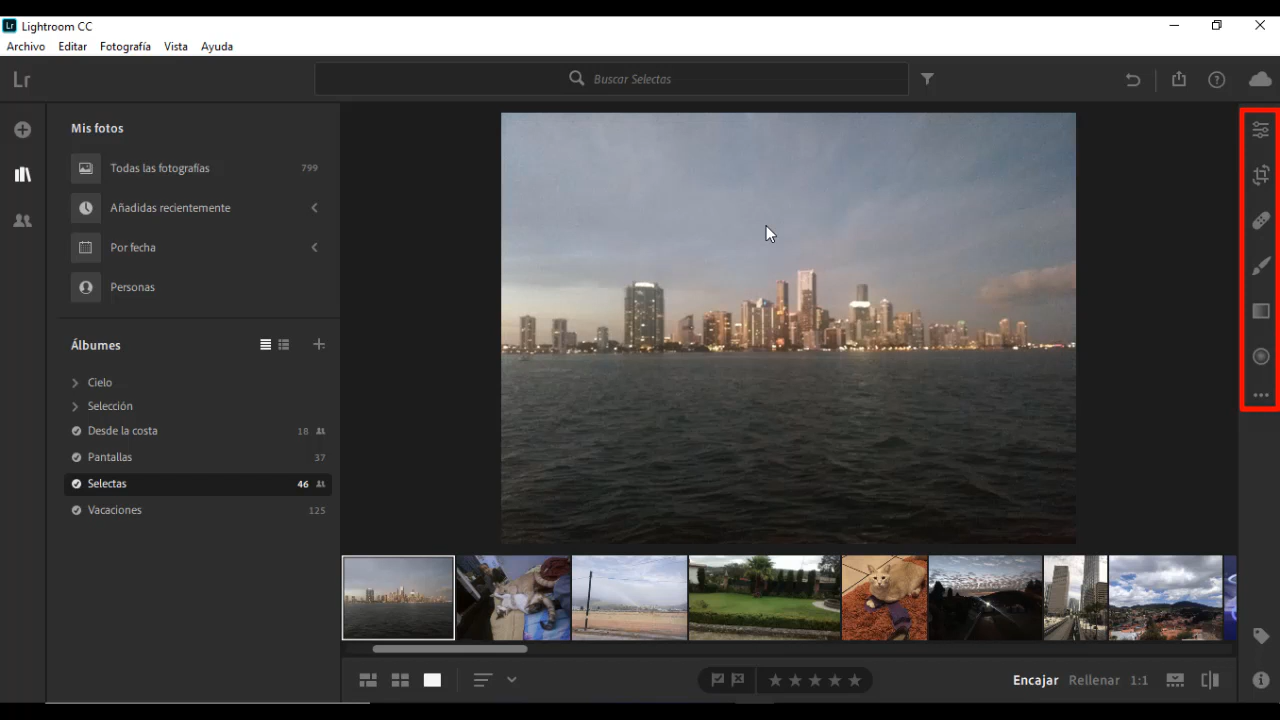 Lr Lightroom CC
Archivo Editar Fotografía Vista Ayuda
Lr
Buscar Selectas
Mis fotos
Todas las fotografías 799
Añadidas recientemente
Por fecha
Personas
Álbumes
Cielo
Selección
Desde la costa 18
Pantallas 37
Selectas 46
Vacaciones 125
Encajar Rellenar 1:1